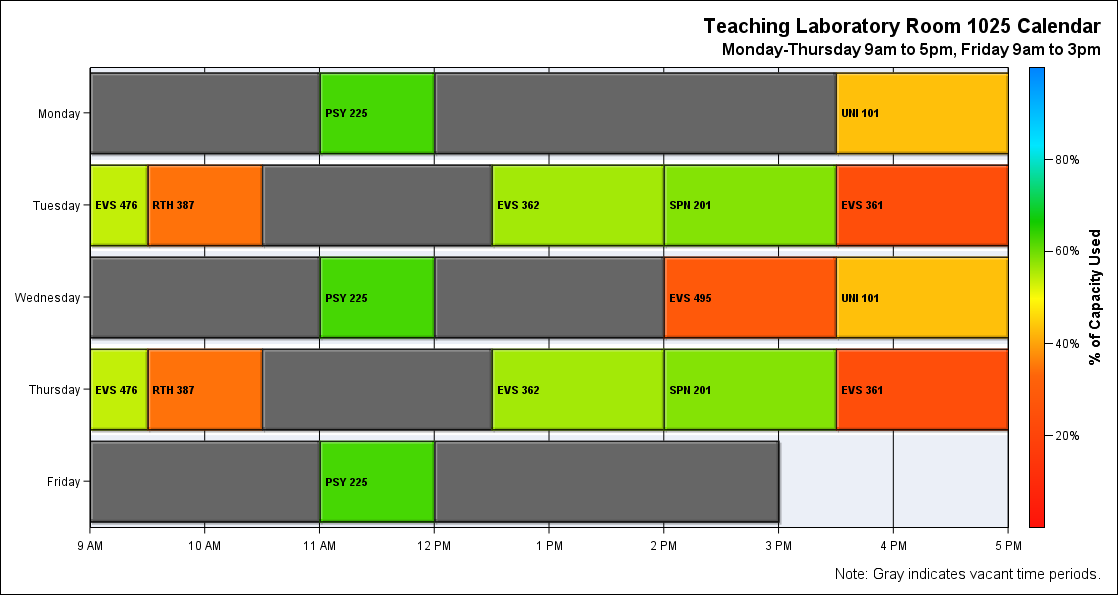 Teaching Laboratory Room 1025 Calendar
Monday-Thursday 9am to 5pm, Friday 9am to 3pm
Monday
PSY 225
UNI 101
80%
Tuesday
EVS 476
RTH 387
EVS 362
SPN 201
EVS 361
60%
Wednesday
PSY 225
EVS 495
UNI 101
% of Capacity Used
40%
Thursday
EVS 476
RTH 387
EVS 362
SPN 201
EVS 361
20%
Friday
PSY 225
9 AM
10 AM
11 AM
12 PM
1 PM
2 PM
3 PM
4 PM
5 PM
Note: Gray indicates vacant time periods.